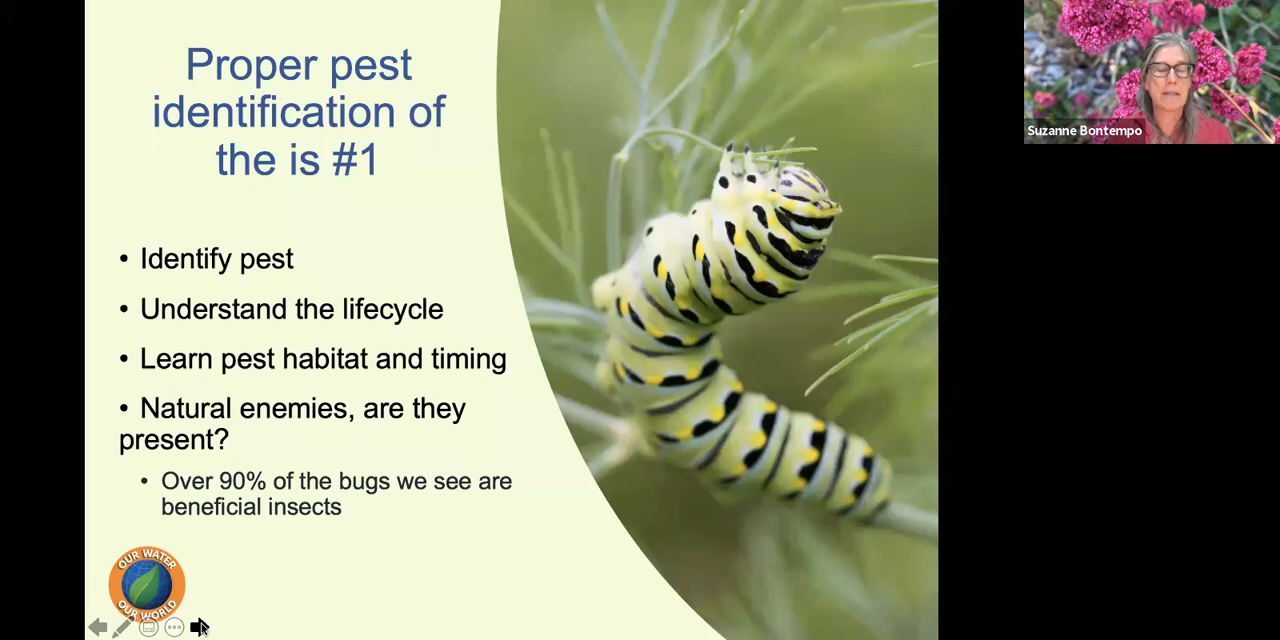 Proper pest
identification of
the is #1
• Identify pest
• Understand the lifecycle
• Learn pest habitat and timing
• Natural enemies, are they
present?
• Over 90% of the bugs we see are
beneficial insects
OUR WATER
OUR WORLD
Suzanne Bontempo